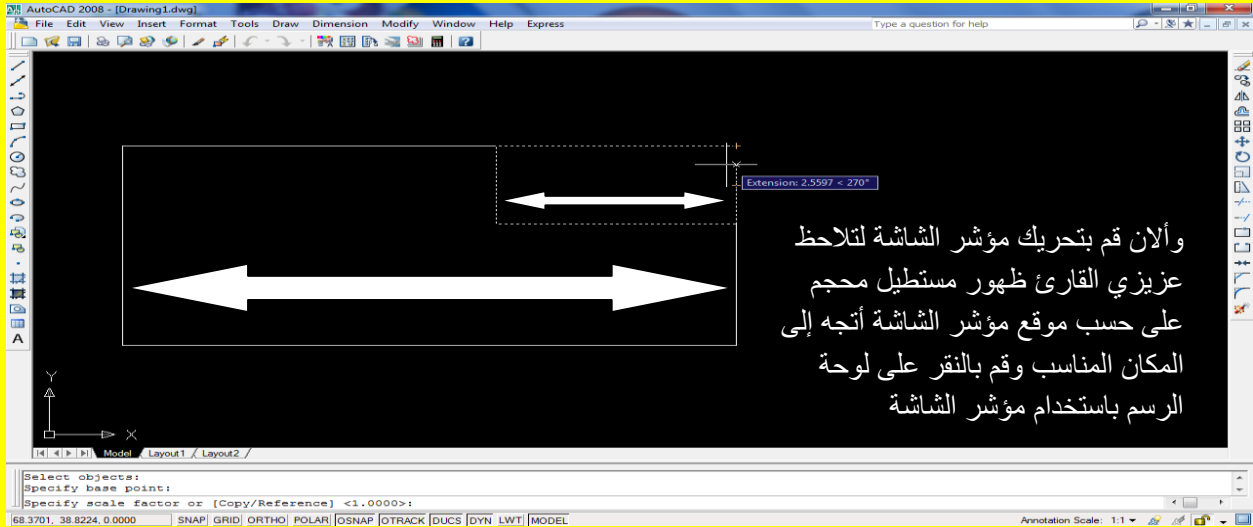 AutoCAD 2008 - [Drawing1.dwg]
File Edit View Insert Format Tools Draw Dimension Modify Window Help Express Type a question for help
Extension: 2.5597 < 270°
وألان قم بتحريك مؤشر الشاشة لتلاحظ
عزيزي القارئ ظهور مستطيل محجم
على حسب موقع مؤشر الشاشة أتجه إلى
المكان المناسب وقم بالنقر على لوحة
الرسم باستخدام مؤشر الشاشة
A
Y
X
Model Layout1 Layout2
Select objects:
Specify base point:
Specify scale factor or [Copy/Reference] <1.0000>:
68.3701, 38.8224, 0.0000 SNAP GRID ORTHO POLAR OSNAP OTRACK DUCS DYN LWT MODEL Annotation Scale: 1:1